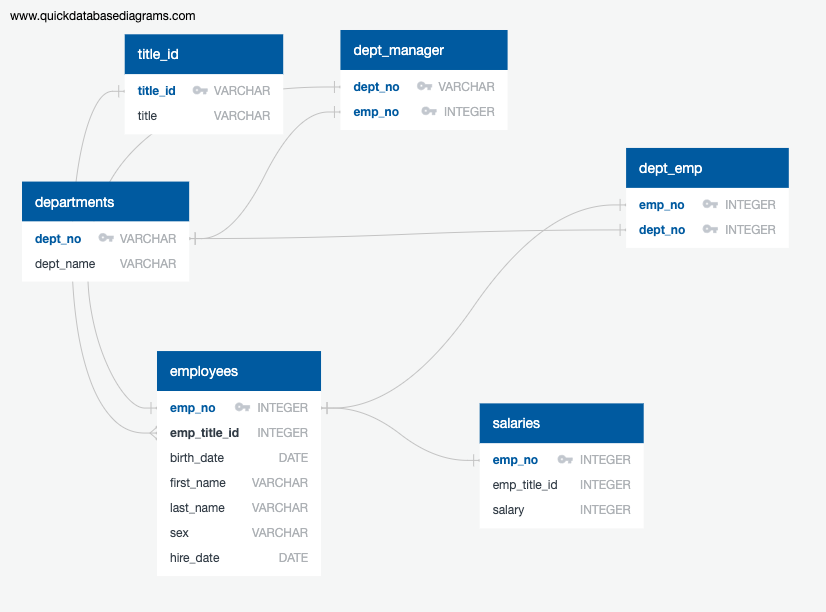 www.quickdatabasediagrams.com
title_id
title_id VARCHAR
title VARCHAR
dept_manager
dept_no VARCHAR
emp_no INTEGER
dept_emp
emp_no INTEGER
dept_no INTEGER
departments
dept_no VARCHAR
dept_name VARCHAR
employees
emp_no INTEGER
emp_title_id INTEGER
birth_date DATE
first_name VARCHAR
last_name VARCHAR
sex VARCHAR
hire_date DATE
salaries
emp_no INTEGER
emp_title_id INTEGER
salary INTEGER